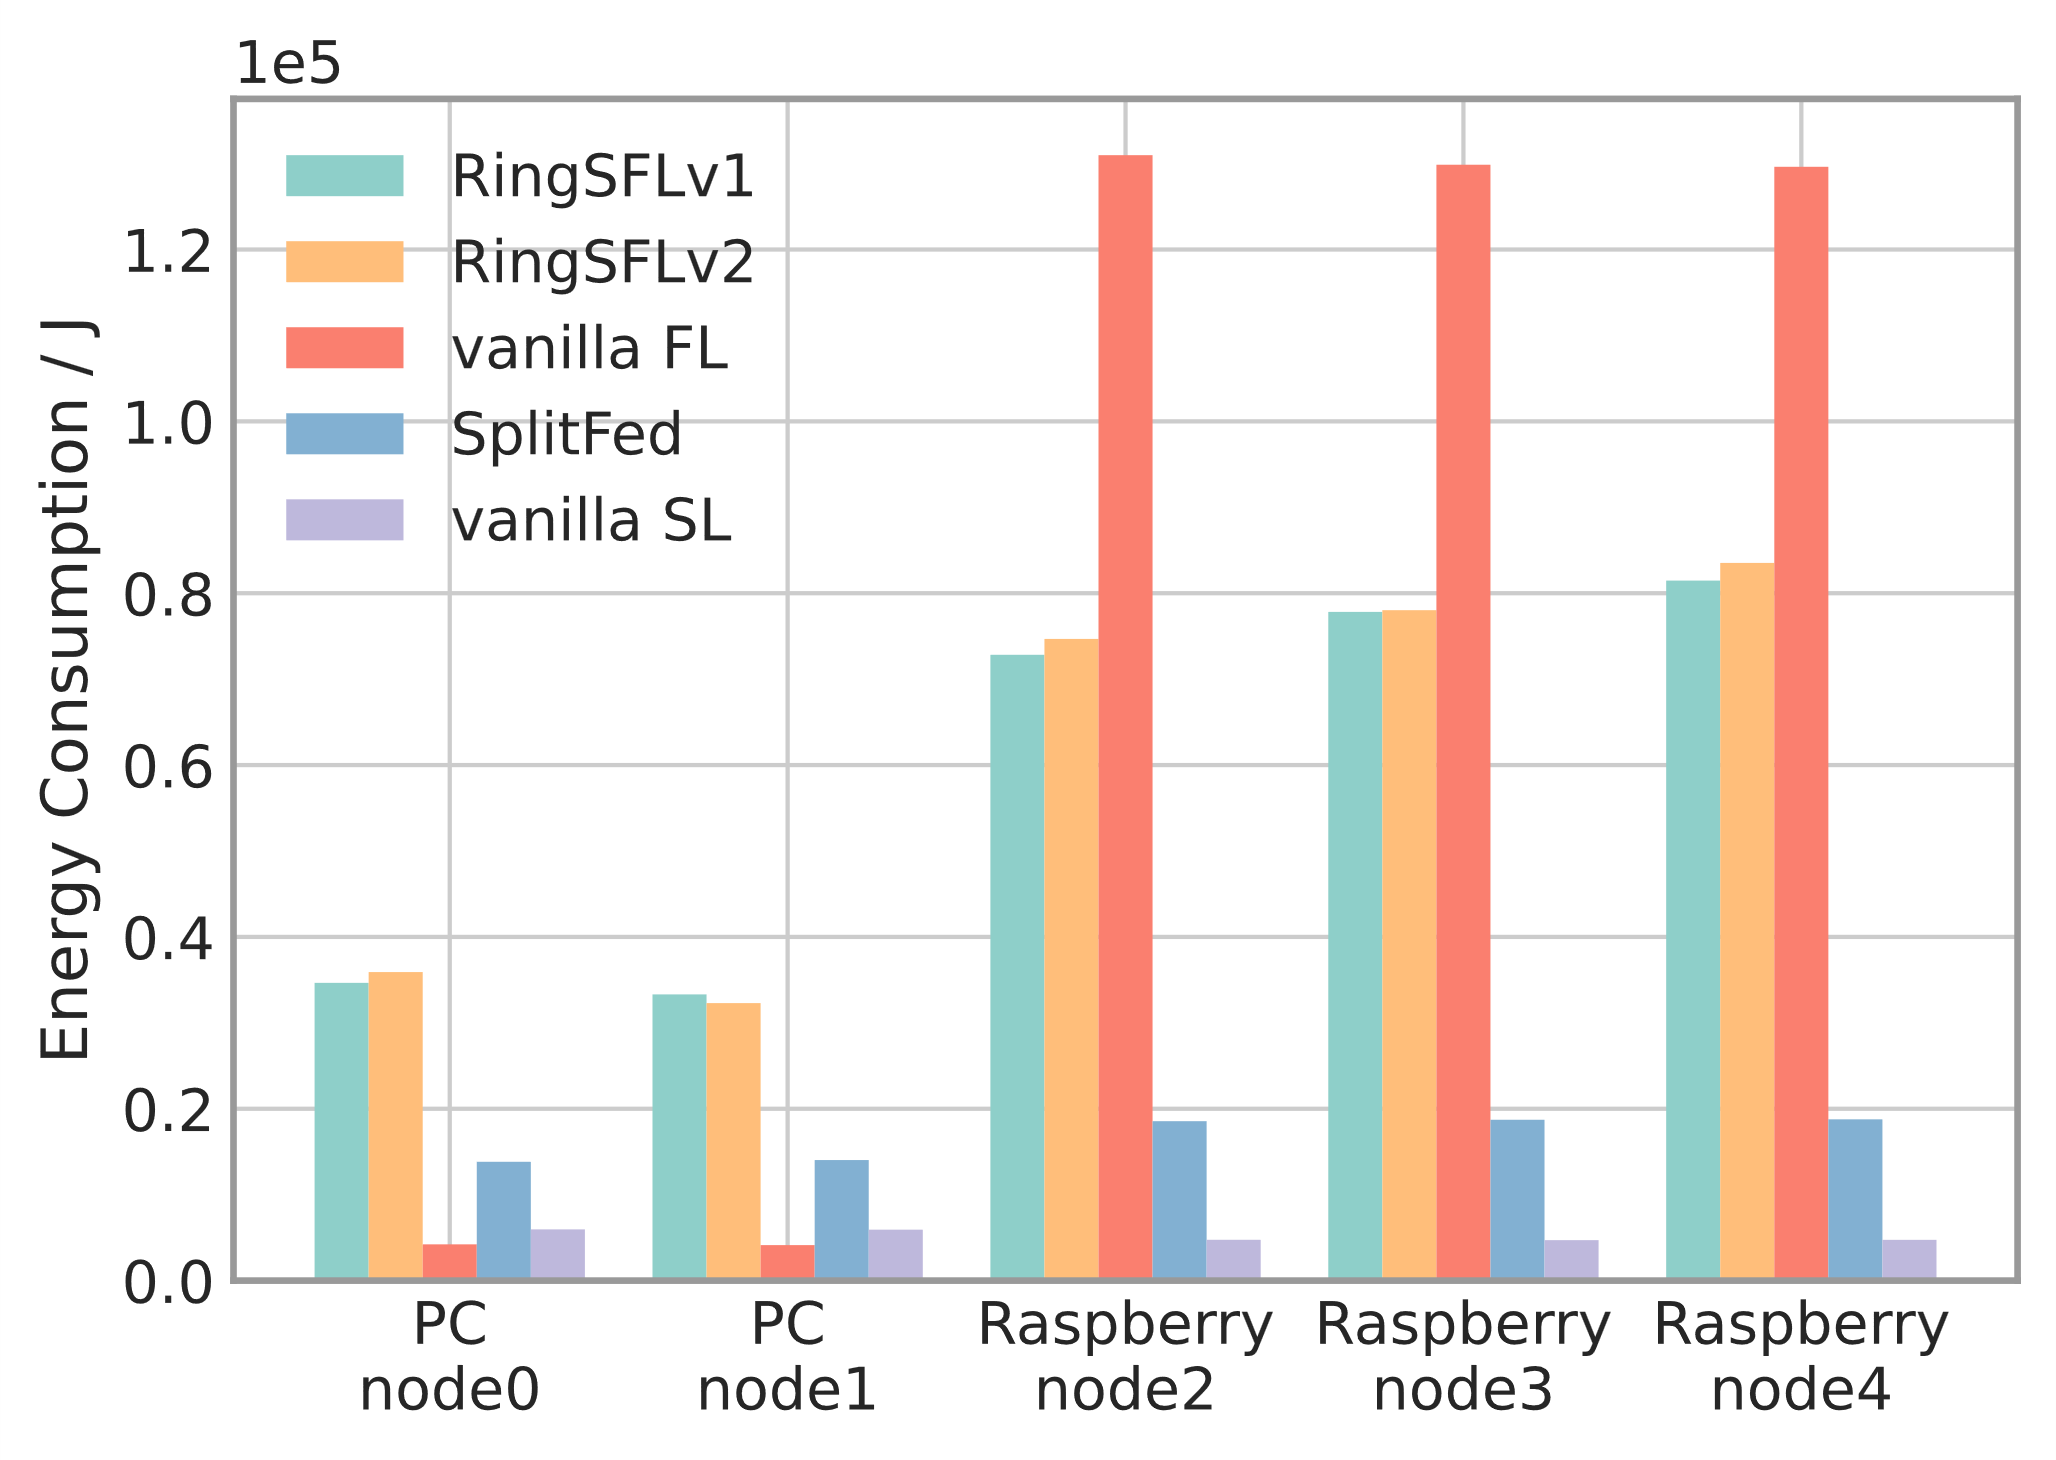 1e5
RingSFLv1
RingSFLv2
vanilla FL
SplitFed
vanilla SL
Energy Consumption / J
1.2
1.0
0.8
0.6
0.4
0.2
0.0
PC
node0
PC
node1
Raspberry
node2
Raspberry
node3
Raspberry
node4